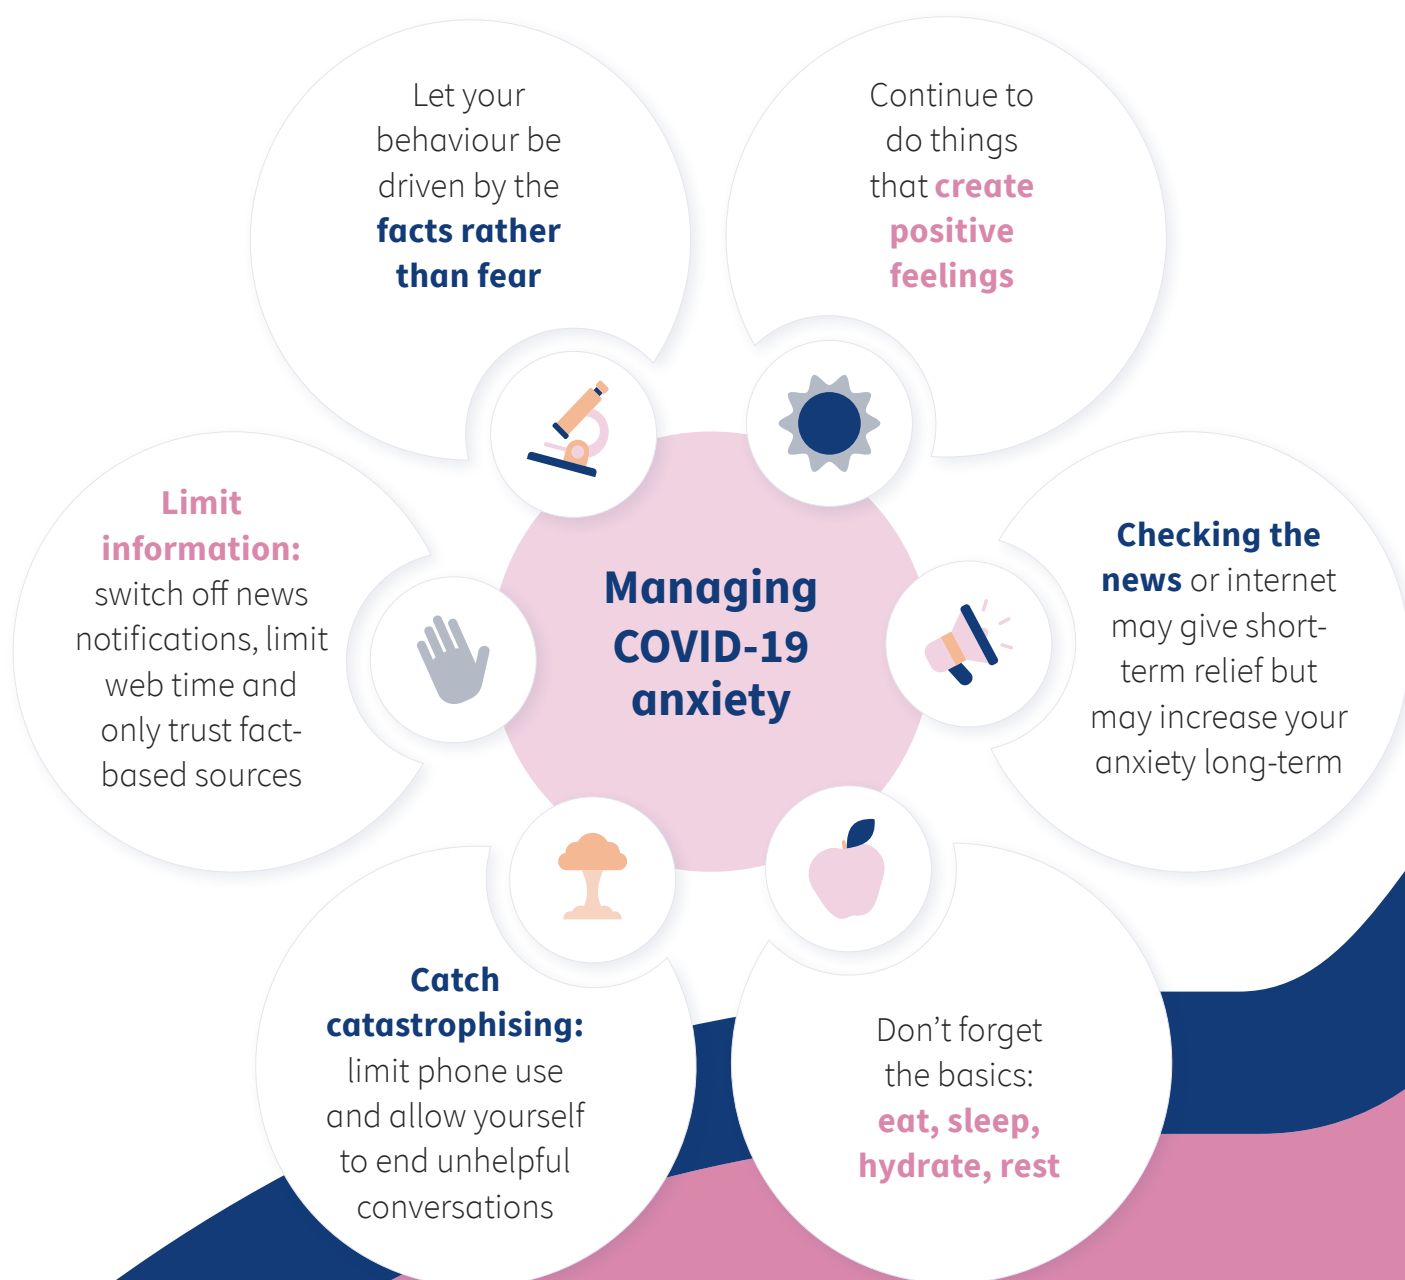 Let your
behaviour be
driven by the
facts rather
than fear
Continue to
do things
that create
positive
feelings
Limit
information:
switch off news
notifications, limit
web time and
only trust fact-
based sources
Managing
COVID-19
anxiety
Checking the
news or internet
may give short-
term relief but
may increase your
anxiety long-term
Catch
catastrophising:
limit phone use
and allow yourself
to end unhelpful
conversations
Don’t forget
the basics:
eat, sleep,
hydrate, rest